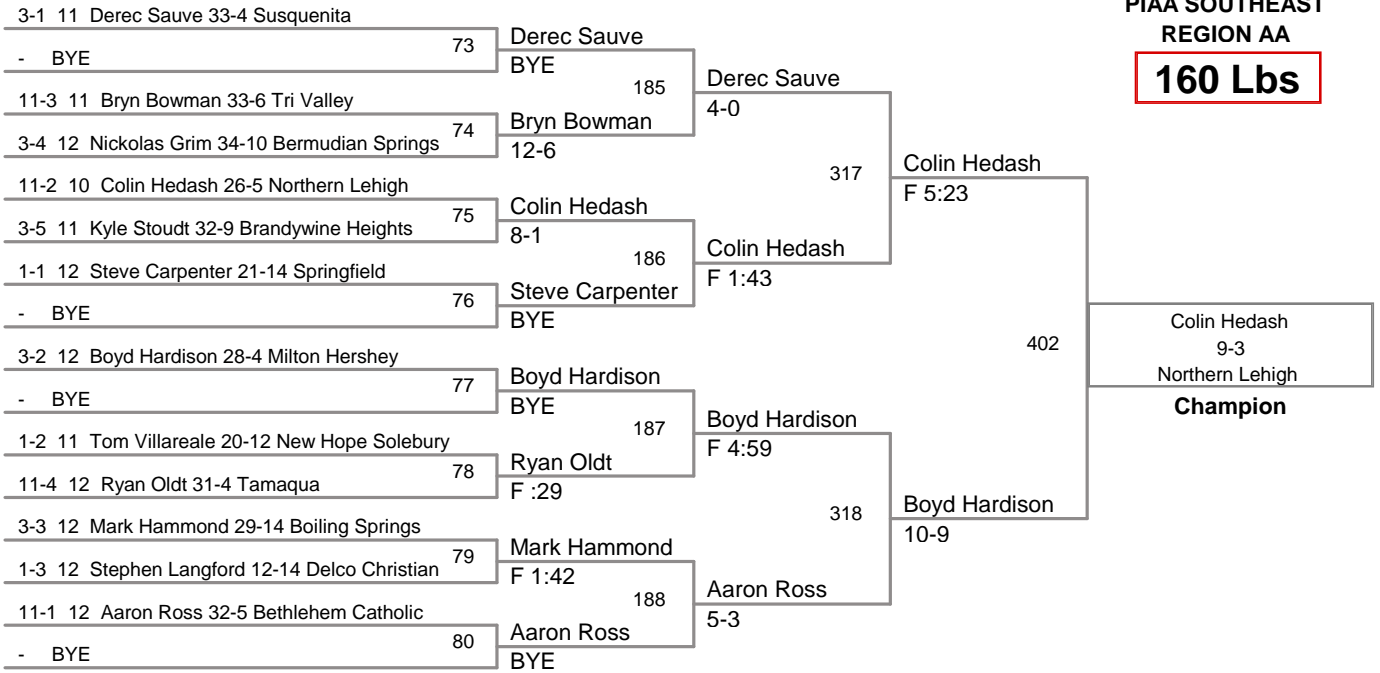 PIAA SOUTHEAST
REGION AA
160 Lbs
3-1 11 Derec Sauve 33-4 Susquenita
73
- BYE
11-3 11 Bryn Bowman 33-6 Tri Valley
74
3-4 12 Nickolas Grim 34-10 Bermudian Springs
11-2 10 Colin Hedash 26-5 Northern Lehigh
75
3-5 11 Kyle Stoudt 32-9 Brandywine Heights
1-1 12 Steve Carpenter 21-14 Springfield
76
- BYE
3-2 12 Boyd Hardison 28-4 Milton Hershey
77
- BYE
1-2 11 Tom Villareale 20-12 New Hope Solebury
78
11-4 12 Ryan Oldt 31-4 Tamaqua
3-3 12 Mark Hammond 29-14 Boiling Springs
79
1-3 12 Stephen Langford 12-14 Delco Christian
11-1 12 Aaron Ross 32-5 Bethlehem Catholic
80
- BYE
Derec Sauve
BYE
185
Bryn Bowman
12-6
Colin Hedash
8-1
186
Steve Carpenter
BYE
Boyd Hardison
BYE
187
Ryan Oldt
F :29
Mark Hammond
F 1:42
188
Aaron Ross
BYE
Derec Sauve
4-0
317
Colin Hedash
F 1:43
Boyd Hardison
F 4:59
318
Aaron Ross
5-3
Colin Hedash
F 5:23
402
Boyd Hardison
10-9
Colin Hedash
9-3
Northern Lehigh
Champion